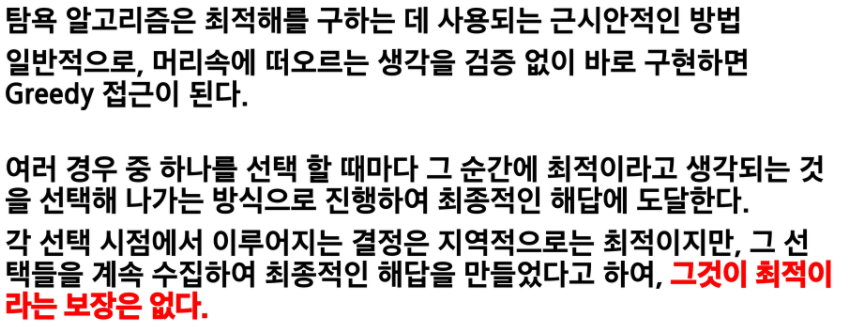 탐욕 알고리즘은 최적해를 구하는 데 사용되는 근시안적인 방법
일반적으로, 머리속에 떠오르는 생각을 검증 없이 바로 구현하면
Greedy 접근이 된다.
여러 경우 중 하나를 선택 할 때마다 그 순간에 최적이라고 생각되는 것
을 선택해 나가는 방식으로 진행하여 최종적인 해답에 도달한다.
각 선택 시점에서 이루어지는 결정은 지역적으로는 최적이지만, 그 선
택들을 계속 수집하여 최종적인 해답을 만들었다고 하여, 그것이 최적이
라는 보장은 없다.